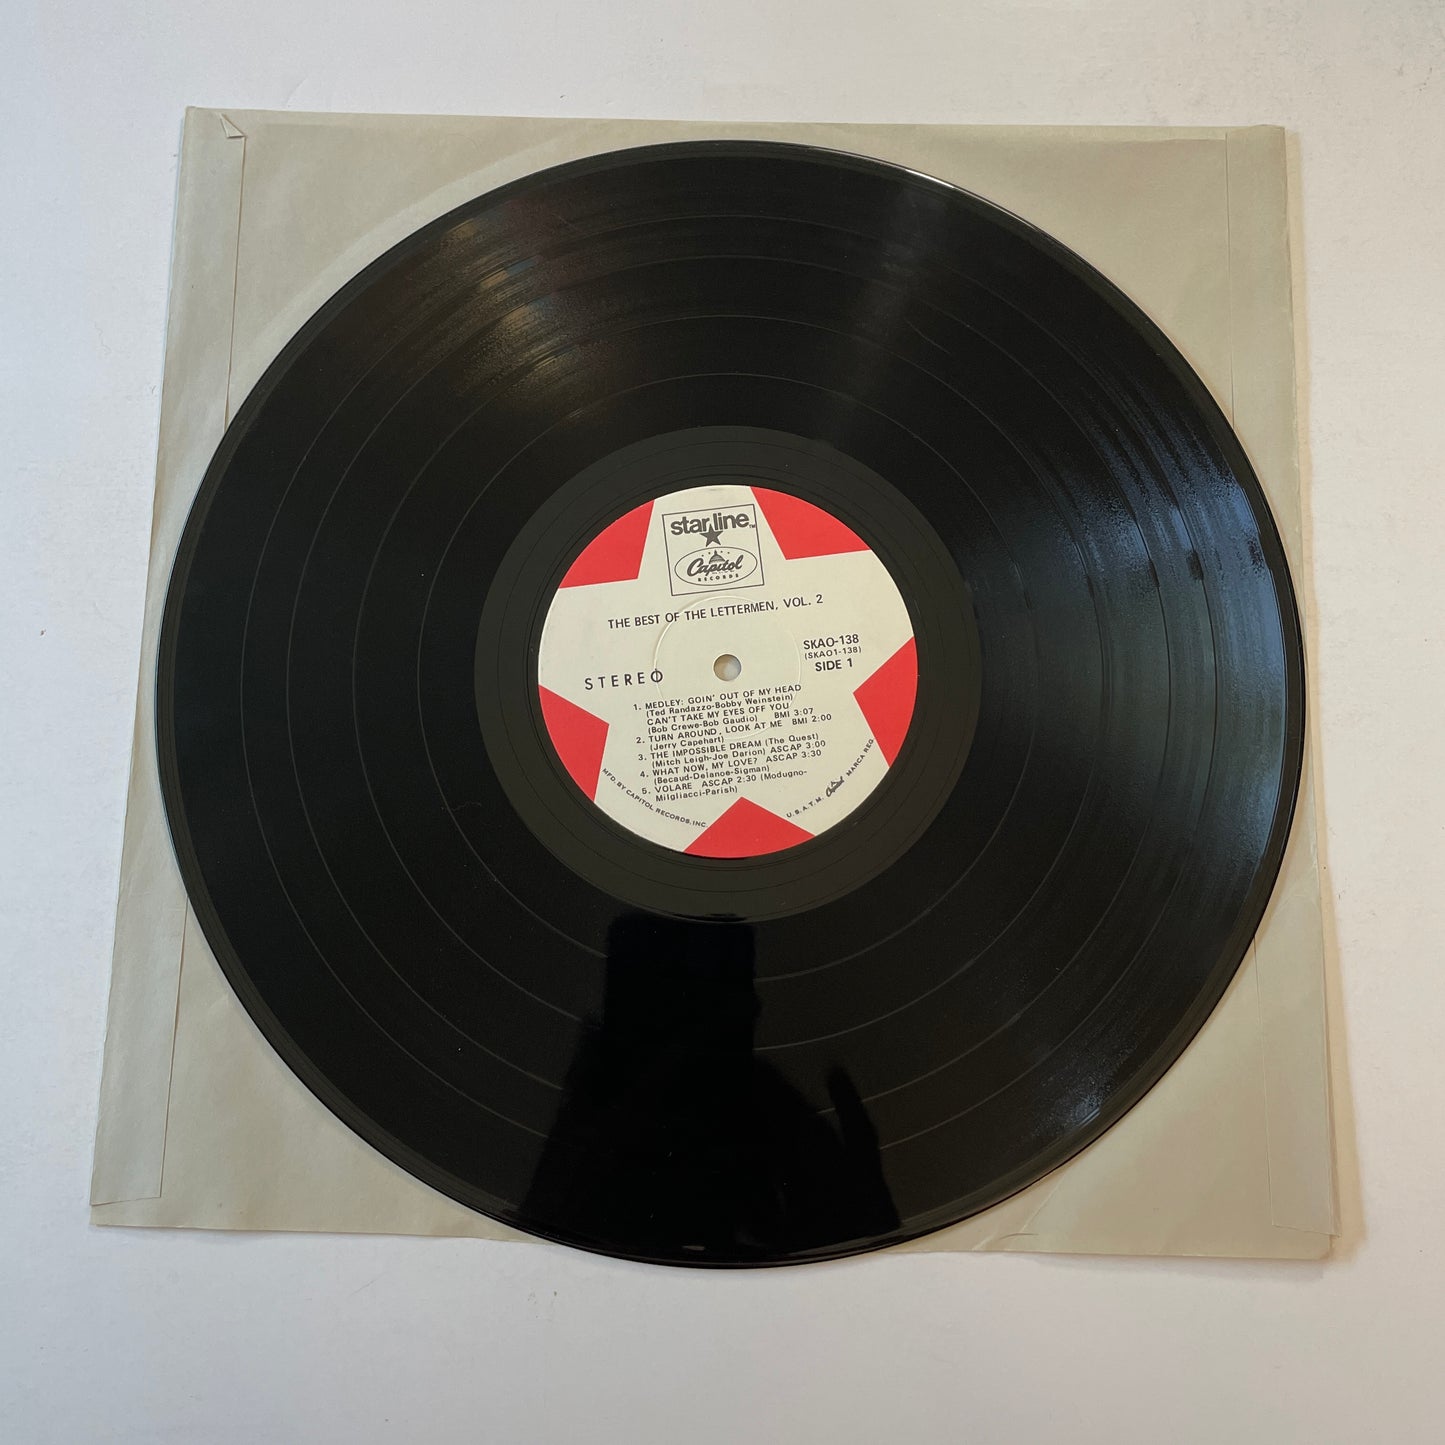 starline™
Capitol
RECORDS
THE BEST OF THE LETTERMEN, VOL. 2
SKAO-138
(SKAO1-138)
STEREO
SIDE 1
1. MEDLEY: GOIN' OUT OF MY HEAD
(Ted Randazzo-Bobby Weinstein)
CAN'T TAKE MY EYES OFF YOU
(Bob Crewe-Bob Gaudio) BMI 3:07
2. TURN AROUND, LOOK AT ME BMI 2:00
(Jerry Capehart)
3. THE IMPOSSIBLE DREAM (The Quest)
(Mitch Leigh-Joe Darion) ASCAP 3:00
4. WHAT NOW, MY LOVE? ASCAP 3:30
(Becaud-Delanoe-Sigman)
5. VOLARE ASCAP 2:30 (Modugno-
Milgliacci-Parish)
MFD. BY CAPITOL RECORDS, INC.
U.S.A. T.M. Capitol MARCA REG.